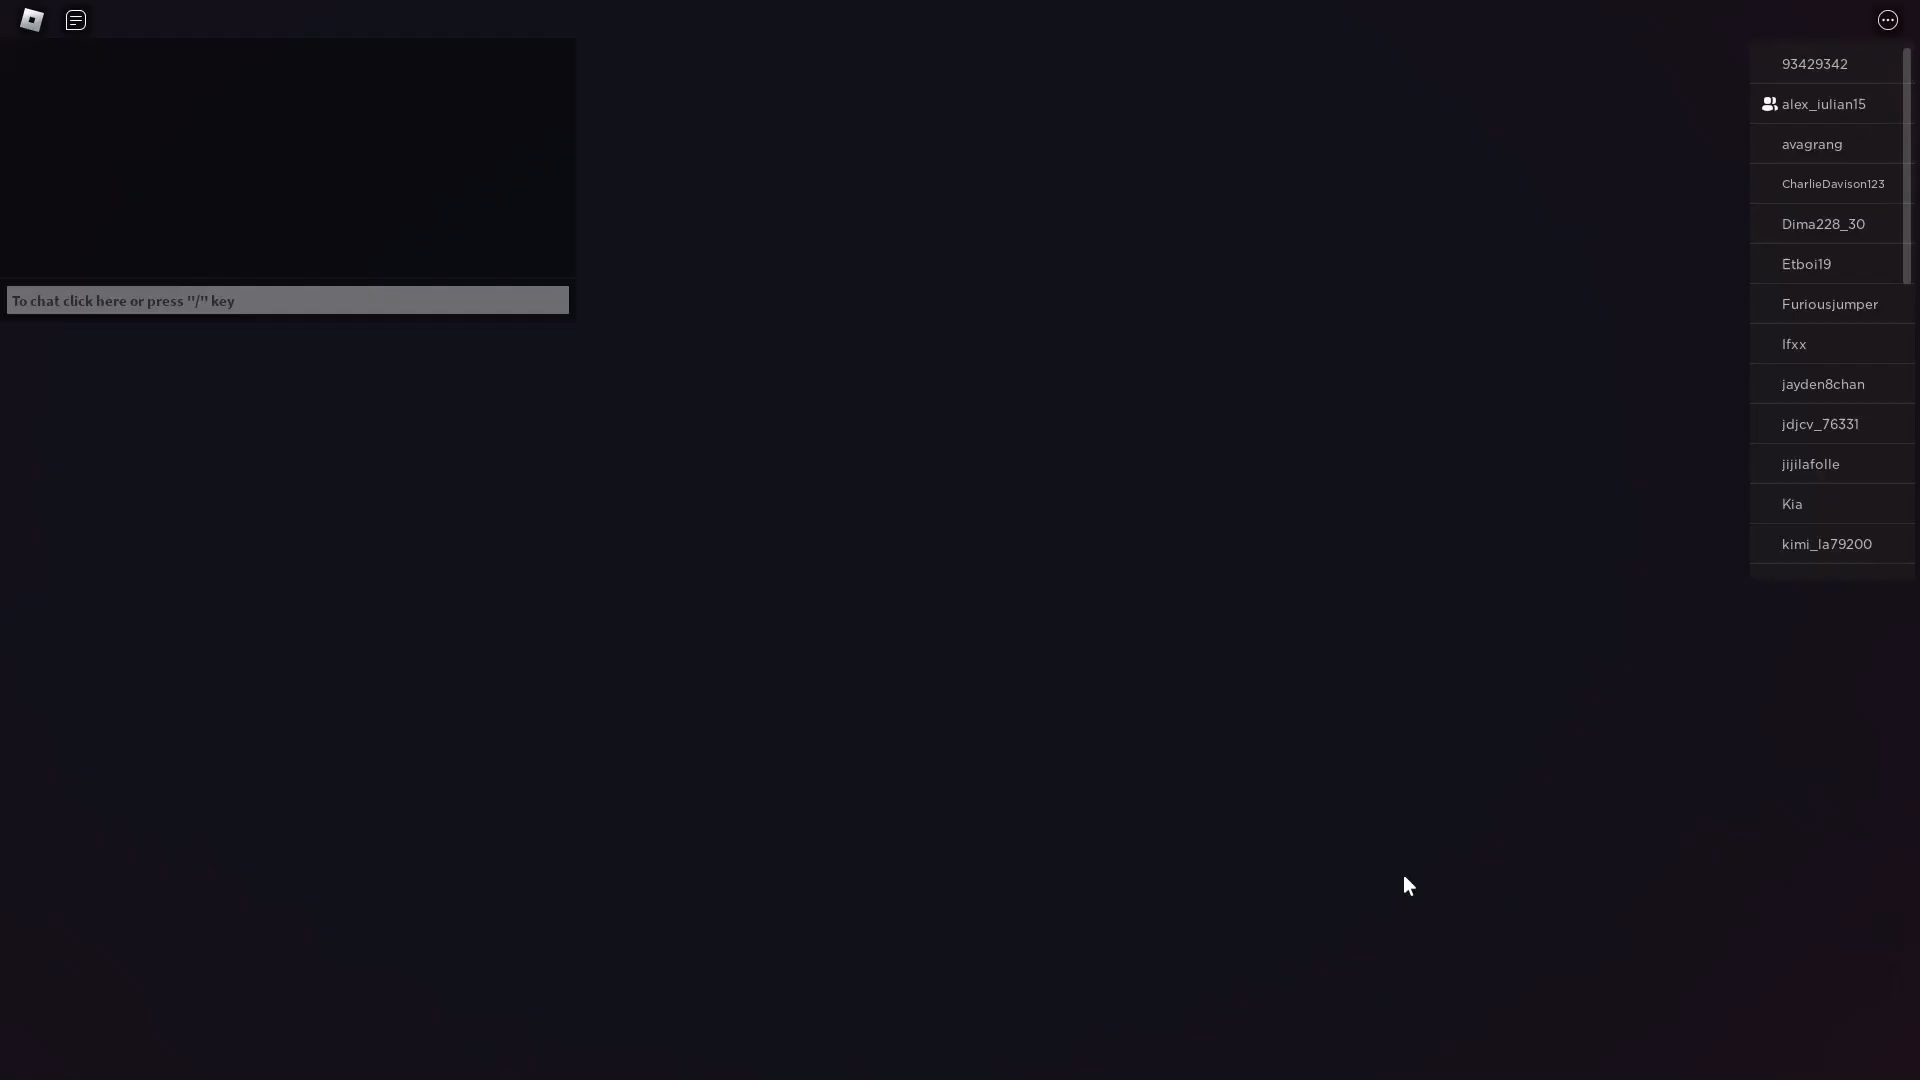 To chat click here or press "/" key
93429342
alex_iulian15
avagrang
CharlieDavison123
Dima228_30
Etboi19
Furiousjumper
Ifxx
jayden8chan
jdjcv_76331
jijilafolle
Kia
kimi_la79200